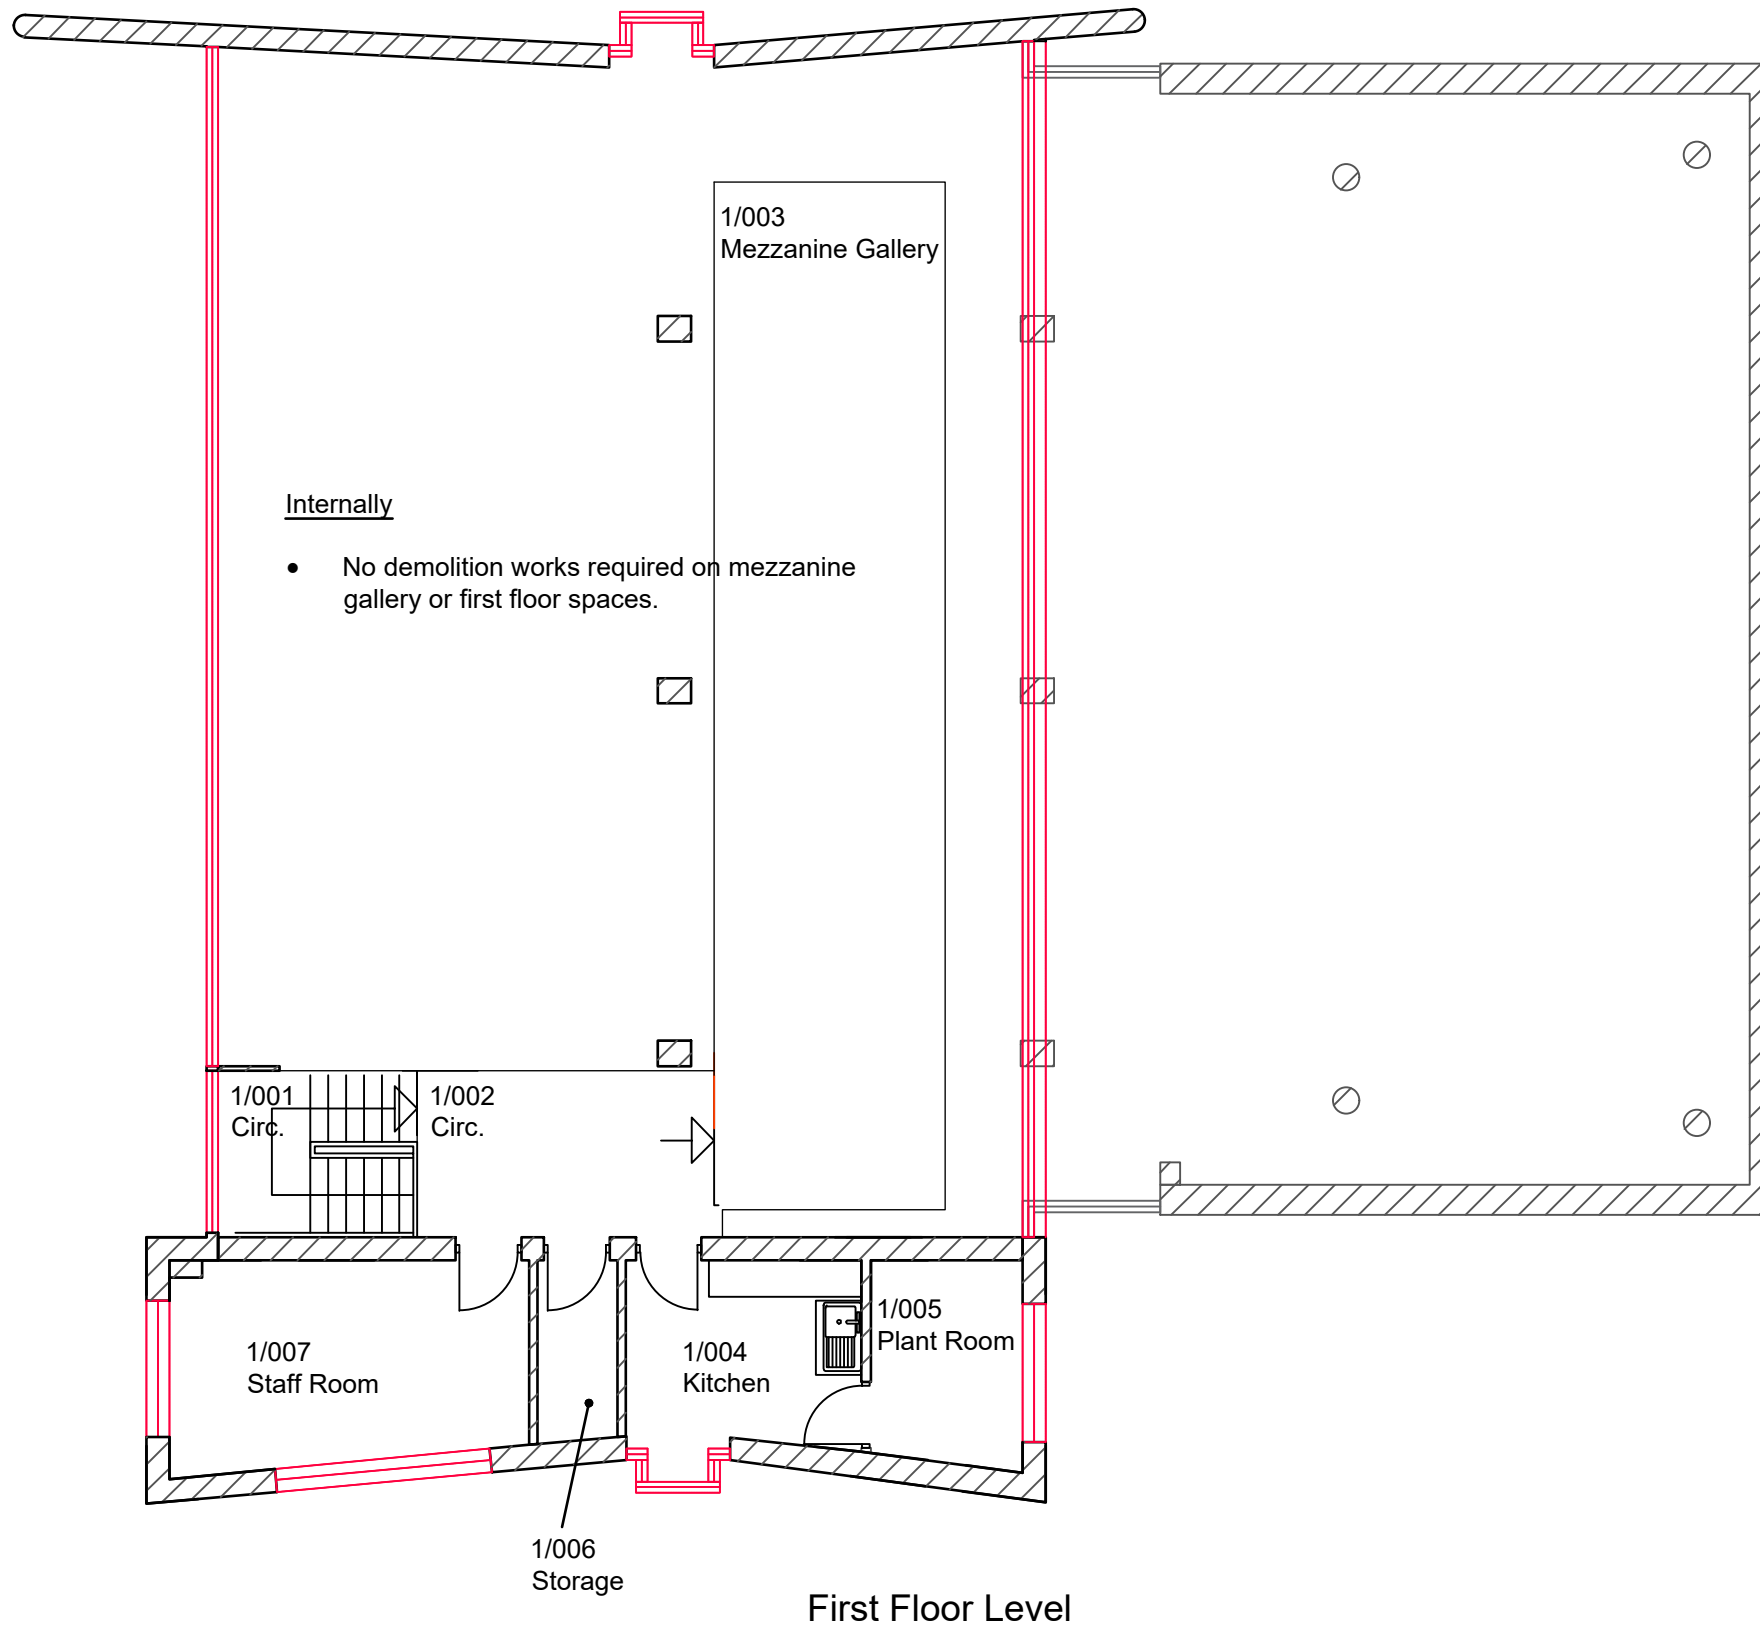 1/003
Mezzanine Gallery
Internally
• No demolition works required on mezzanine
gallery or first floor spaces.
1/001
Circ.
1/002
Circ.
1/005
Plant Room
1/007
Staff Room
1/004
Kitchen
1/006
Storage
First Floor Level